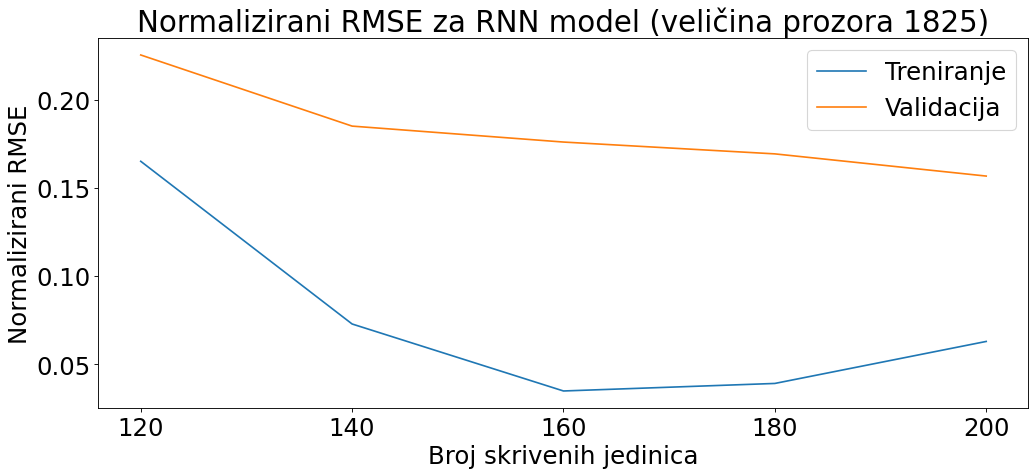 Normalizirani RMSE za RNN model (veličina prozora 1825)
Treniranje
Validacija
Normalizirani RMSE
0.20
0.15
0.10
0.05
120 140 160 180 200
Broj skrivenih jedinica